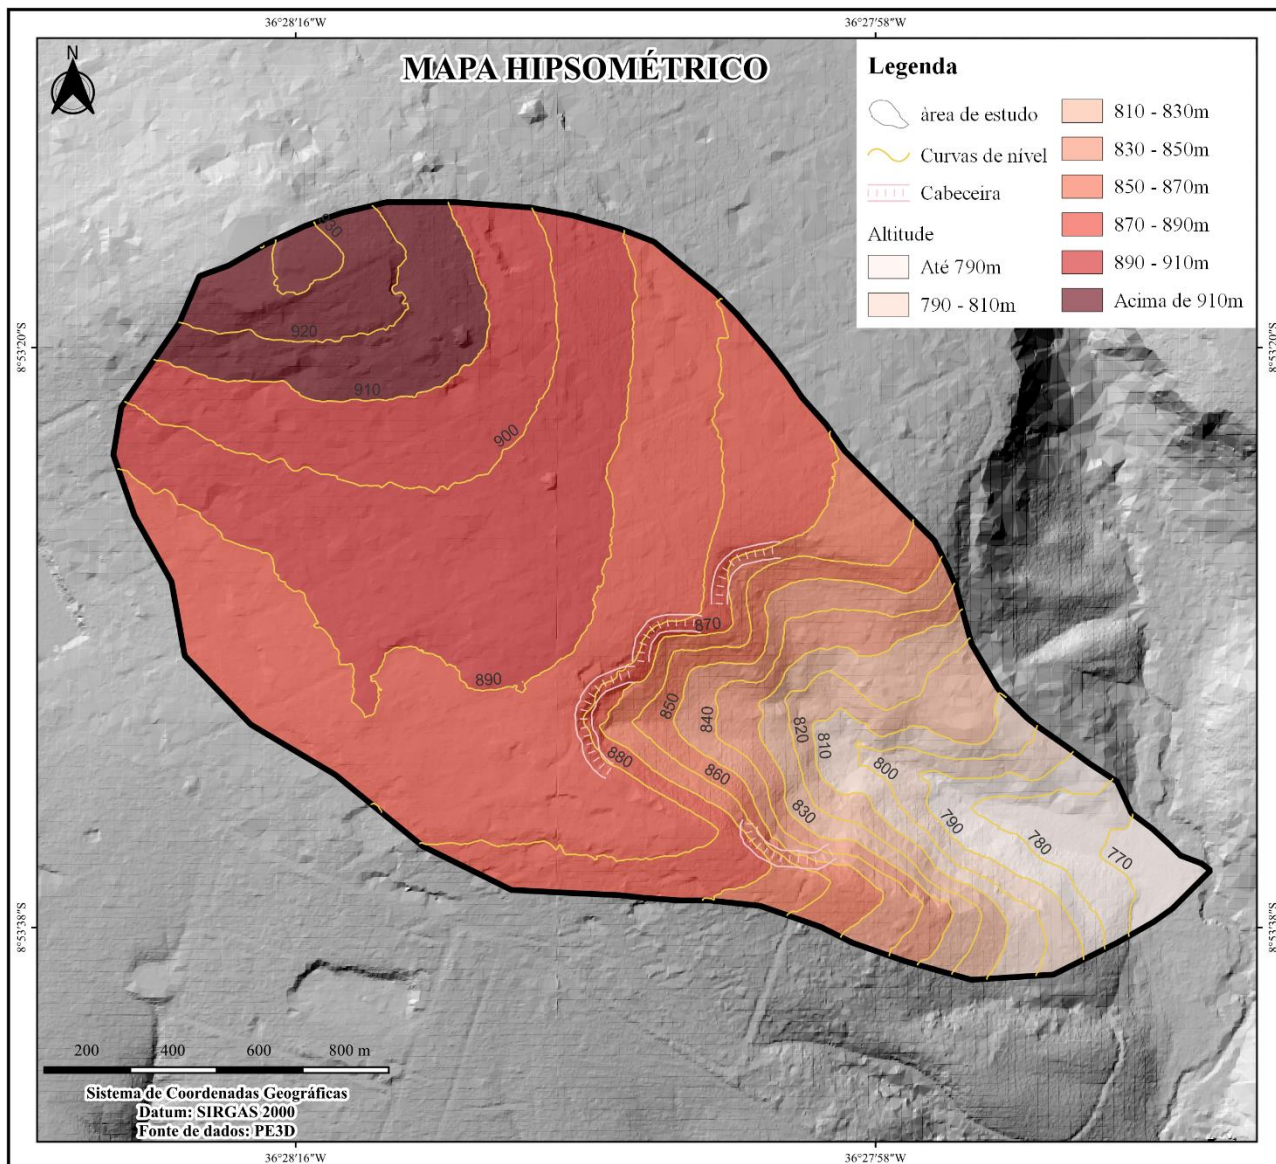 36°28'16"W
36°27'58"W
N
MAPA HIPSOMÉTRICO
Legenda
àrea de estudo
Curvas de nível
Cabeceira
Altitude
Até 790m
790 - 810m
810 - 830m
830 - 850m
850 - 870m
870 - 890m
890 - 910m
Acima de 910m
8°53'20"S
8°53'20"S
930
920
910
900
890
870
850
840
820
810
880
860
830
800
790
780
770
8°53'38"S
8°53'38"S
200 400 600 800 m
Sistema de Coordenadas Geográficas
Datum: SIRGAS 2000
Fonte de dados: PE3D
36°28'16"W
36°27'58"W